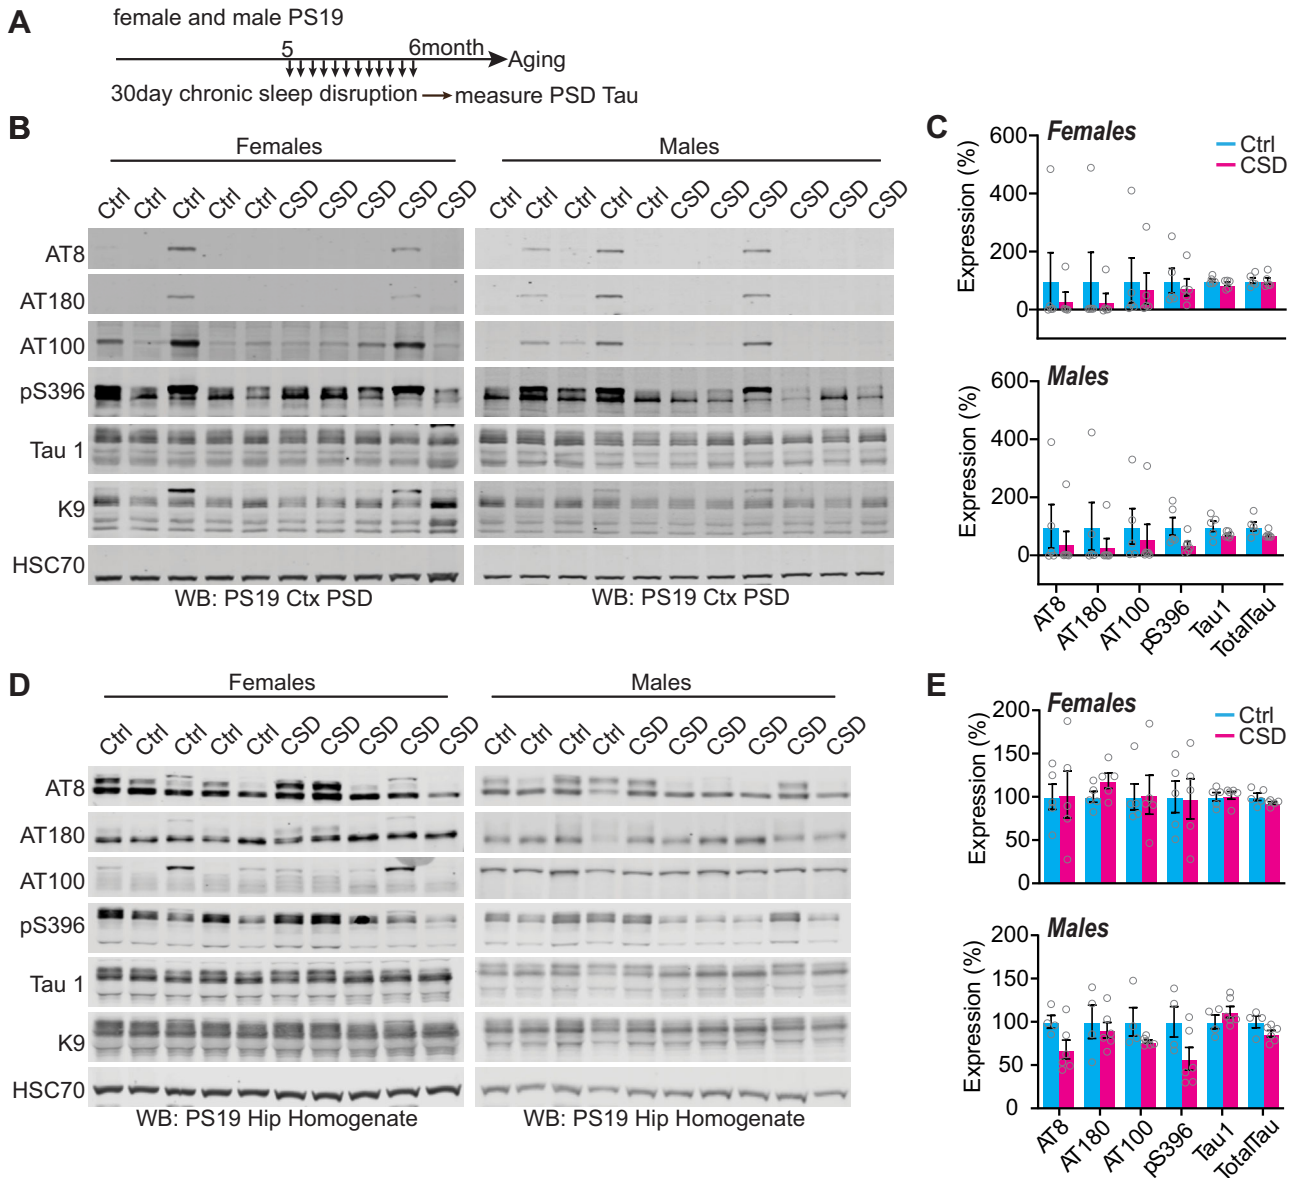 A
female and male PS19
5
6month
Aging
30day chronic sleep disruption
measure PSD Tau
B
Females
Males
Ctrl Ctrl Ctrl Ctrl Ctrl CSD CSD CSD CSD CSD
Ctrl Ctrl Ctrl Ctrl Ctrl CSD CSD CSD CSD CSD CSD
AT8
AT180
AT100
pS396
Tau 1
K9
HSC70
WB: PS19 Ctx PSD
WB: PS19 Ctx PSD
C
Females
Ctrl
CSD
Expression (%)
600
400
200
0
Males
Expression (%)
600
400
200
0
AT8
AT180
AT100
pS396
Tau1
TotalTau
D
Females
Males
Ctrl Ctrl Ctrl Ctrl Ctrl CSD CSD CSD CSD CSD
Ctrl Ctrl Ctrl Ctrl CSD CSD CSD CSD CSD CSD
AT8
AT180
AT100
pS396
Tau 1
K9
HSC70
WB: PS19 Hip Homogenate
WB: PS19 Hip Homogenate
E
Females
Ctrl
CSD
Expression (%)
200
150
100
50
0
Males
Expression (%)
200
150
100
50
0
AT8
AT180
AT100
pS396
Tau1
TotalTau